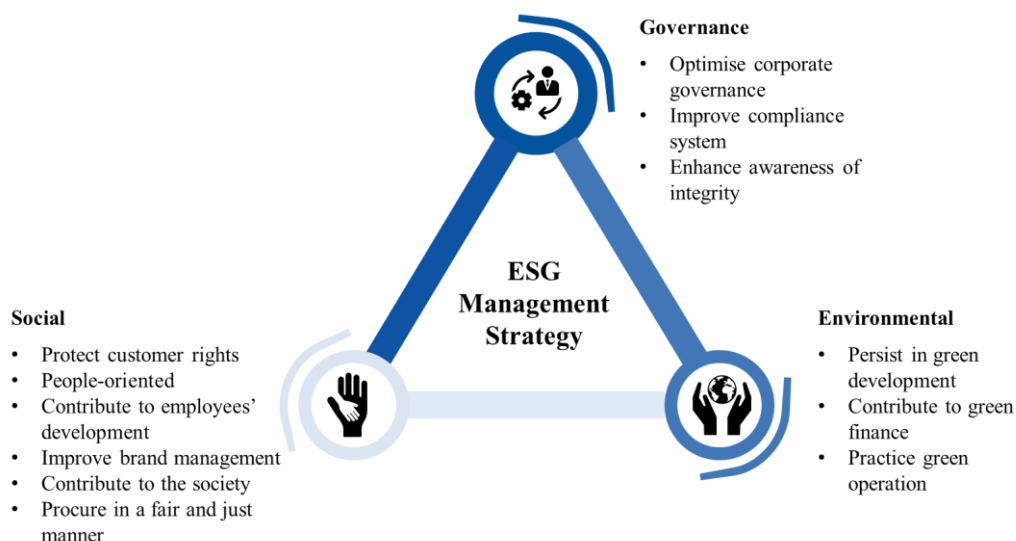 Governance
• Optimise corporate
governance
• Improve compliance
system
• Enhance awareness of
integrity
ESG
Management
Strategy
Social
• Protect customer rights
• People-oriented
• Contribute to employees’
development
• Improve brand management
• Contribute to the society
• Procure in a fair and just
manner
Environmental
• Persist in green
development
• Contribute to green
finance
• Practice green
operation